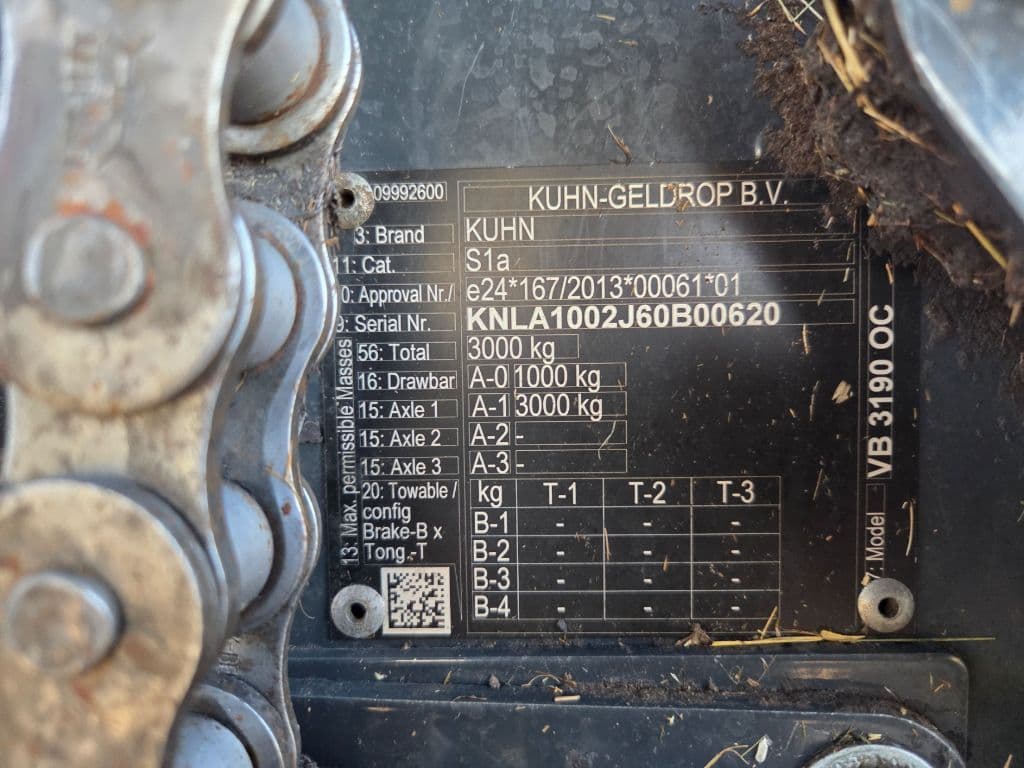 09992600 KUHN-GELDROP B.V.
3: Brand KUHN
11: Cat. S1a
0: Approval Nr./ e24*167/2013*00061*01
9: Serial Nr. KNLA1002J60B00620
13: Max. permissible Masses
56: Total 3000 kg
16: Drawbar A-0 1000 kg
15: Axle 1 A-1 3000 kg
15: Axle 2 A-2 -
15: Axle 3 A-3 -
20: Towable / config Brake-B x Tong.-T
kg T-1 T-2 T-3
B-1 - - -
B-2 - - -
B-3 - - -
B-4 - - -
7: Model VB 3190 OC